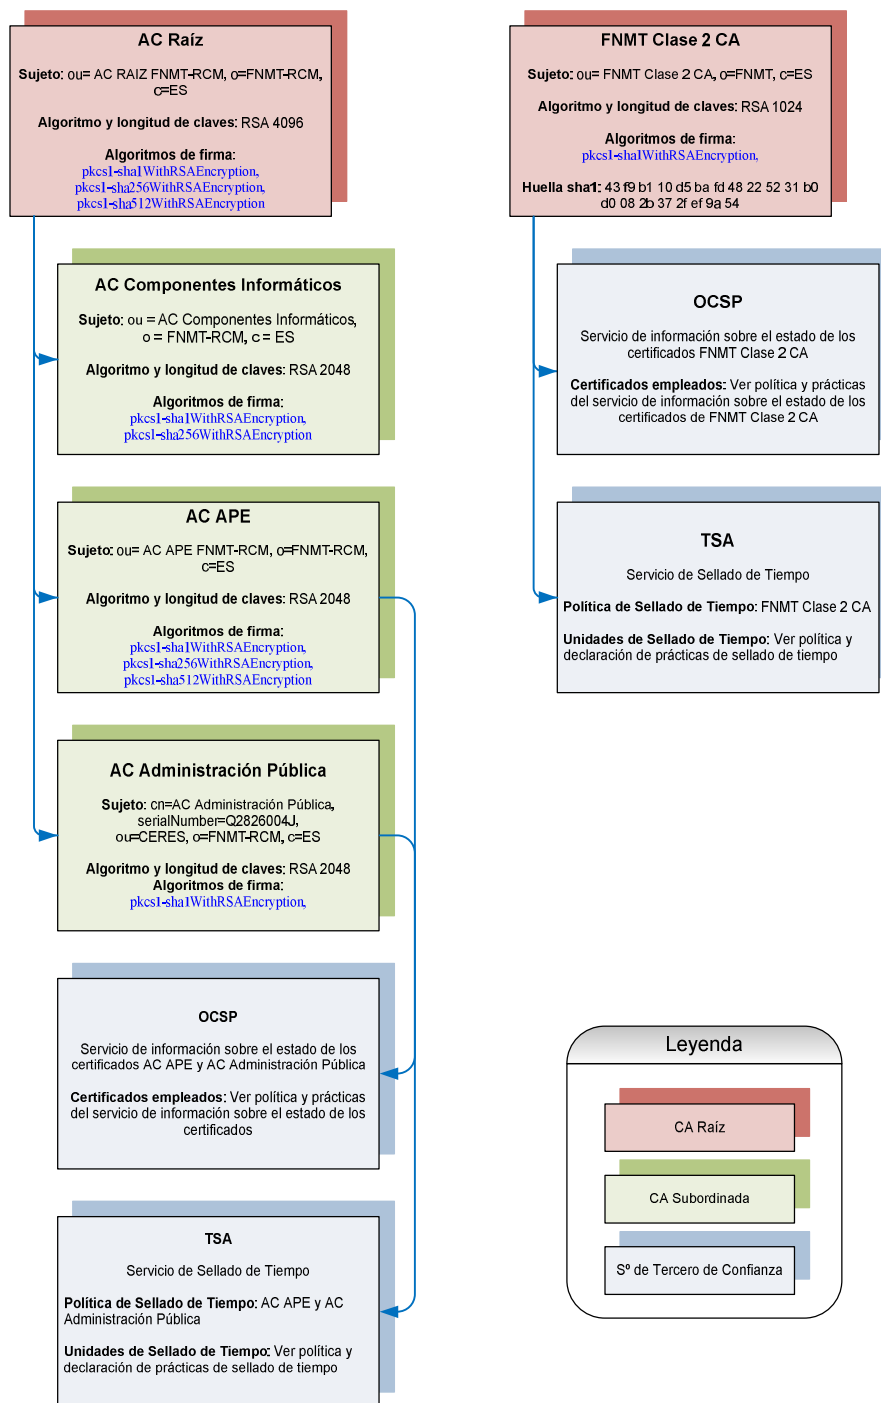 AC Raíz
Sujeto: ou= AC RAIZ FNMT-RCM, o=FNMT-RCM,
c=ES
Algoritmo y longitud de claves: RSA 4096
Algoritmos de firma:
pkcs1-sha1WithRSAEncryption,
pkcs1-sha256WithRSAEncryption,
pkcs1-sha512WithRSAEncryption
AC Componentes Informáticos
Sujeto: ou = AC Componentes Informáticos,
o = FNMT-RCM, c = ES
Algoritmo y longitud de claves: RSA 2048
Algoritmos de firma:
pkcs1-sha1WithRSAEncryption,
pkcs1-sha256WithRSAEncryption
AC APE
Sujeto: ou= AC APE FNMT-RCM, o=FNMT-RCM,
c=ES
Algoritmo y longitud de claves: RSA 2048
Algoritmos de firma:
pkcs1-sha1WithRSAEncryption,
pkcs1-sha256WithRSAEncryption,
pkcs1-sha512WithRSAEncryption
AC Administración Pública
Sujeto: cn=AC Administración Pública,
serialNumber=Q2826004J,
ou=CERES, o=FNMT-RCM, c=ES
Algoritmo y longitud de claves: RSA 2048
Algoritmos de firma:
pkcs1-sha1WithRSAEncryption,
OCSP
Servicio de información sobre el estado de los
certificados AC APE y AC Administración Pública
Certificados empleados: Ver política y prácticas
del servicio de información sobre el estado de los
certificados
TSA
Servicio de Sellado de Tiempo
Política de Sellado de Tiempo: AC APE y AC
Administración Pública
Unidades de Sellado de Tiempo: Ver política y
declaración de prácticas de sellado de tiempo
FNMT Clase 2 CA
Sujeto: ou= FNMT Clase 2 CA, o=FNMT, c=ES
Algoritmo y longitud de claves: RSA 1024
Algoritmos de firma:
pkcs1-sha1WithRSAEncryption,
Huella sha1: 43 f9 b1 10 d5 ba fd 48 22 52 31 b0
d0 08 2b 37 2f ef 9a 54
OCSP
Servicio de información sobre el estado de los
certificados FNMT Clase 2 CA
Certificados empleados: Ver política y prácticas
del servicio de información sobre el estado de los
certificados de FNMT Clase 2 CA
TSA
Servicio de Sellado de Tiempo
Política de Sellado de Tiempo: FNMT Clase 2 CA
Unidades de Sellado de Tiempo: Ver política y
declaración de prácticas de sellado de tiempo
Leyenda
CA Raíz
CA Subordinada
Sº de Tercero de Confianza